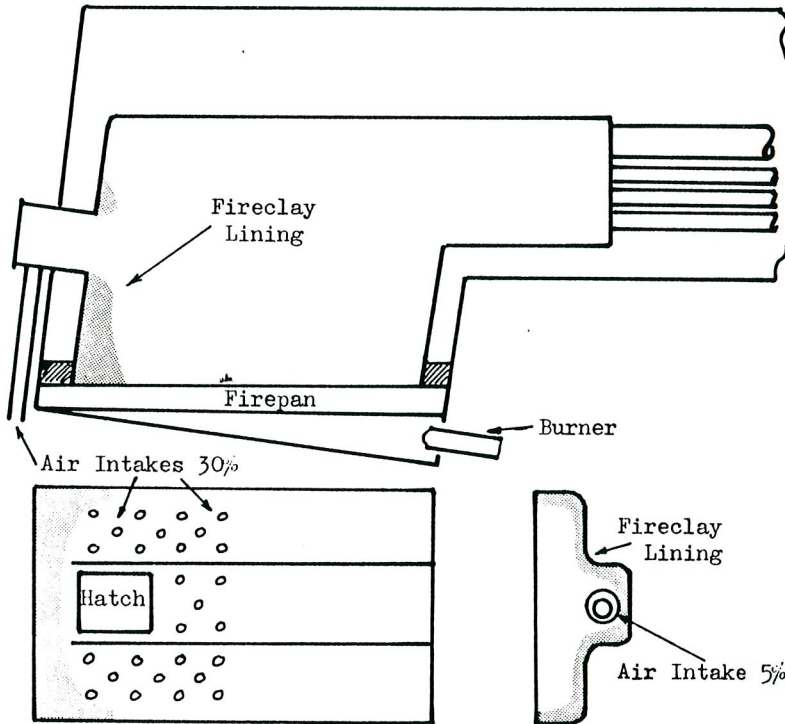 Fireclay
Lining
Firepan
Burner
Air Intakes 30%
Hatch
Fireclay
Lining
Air Intake 5%